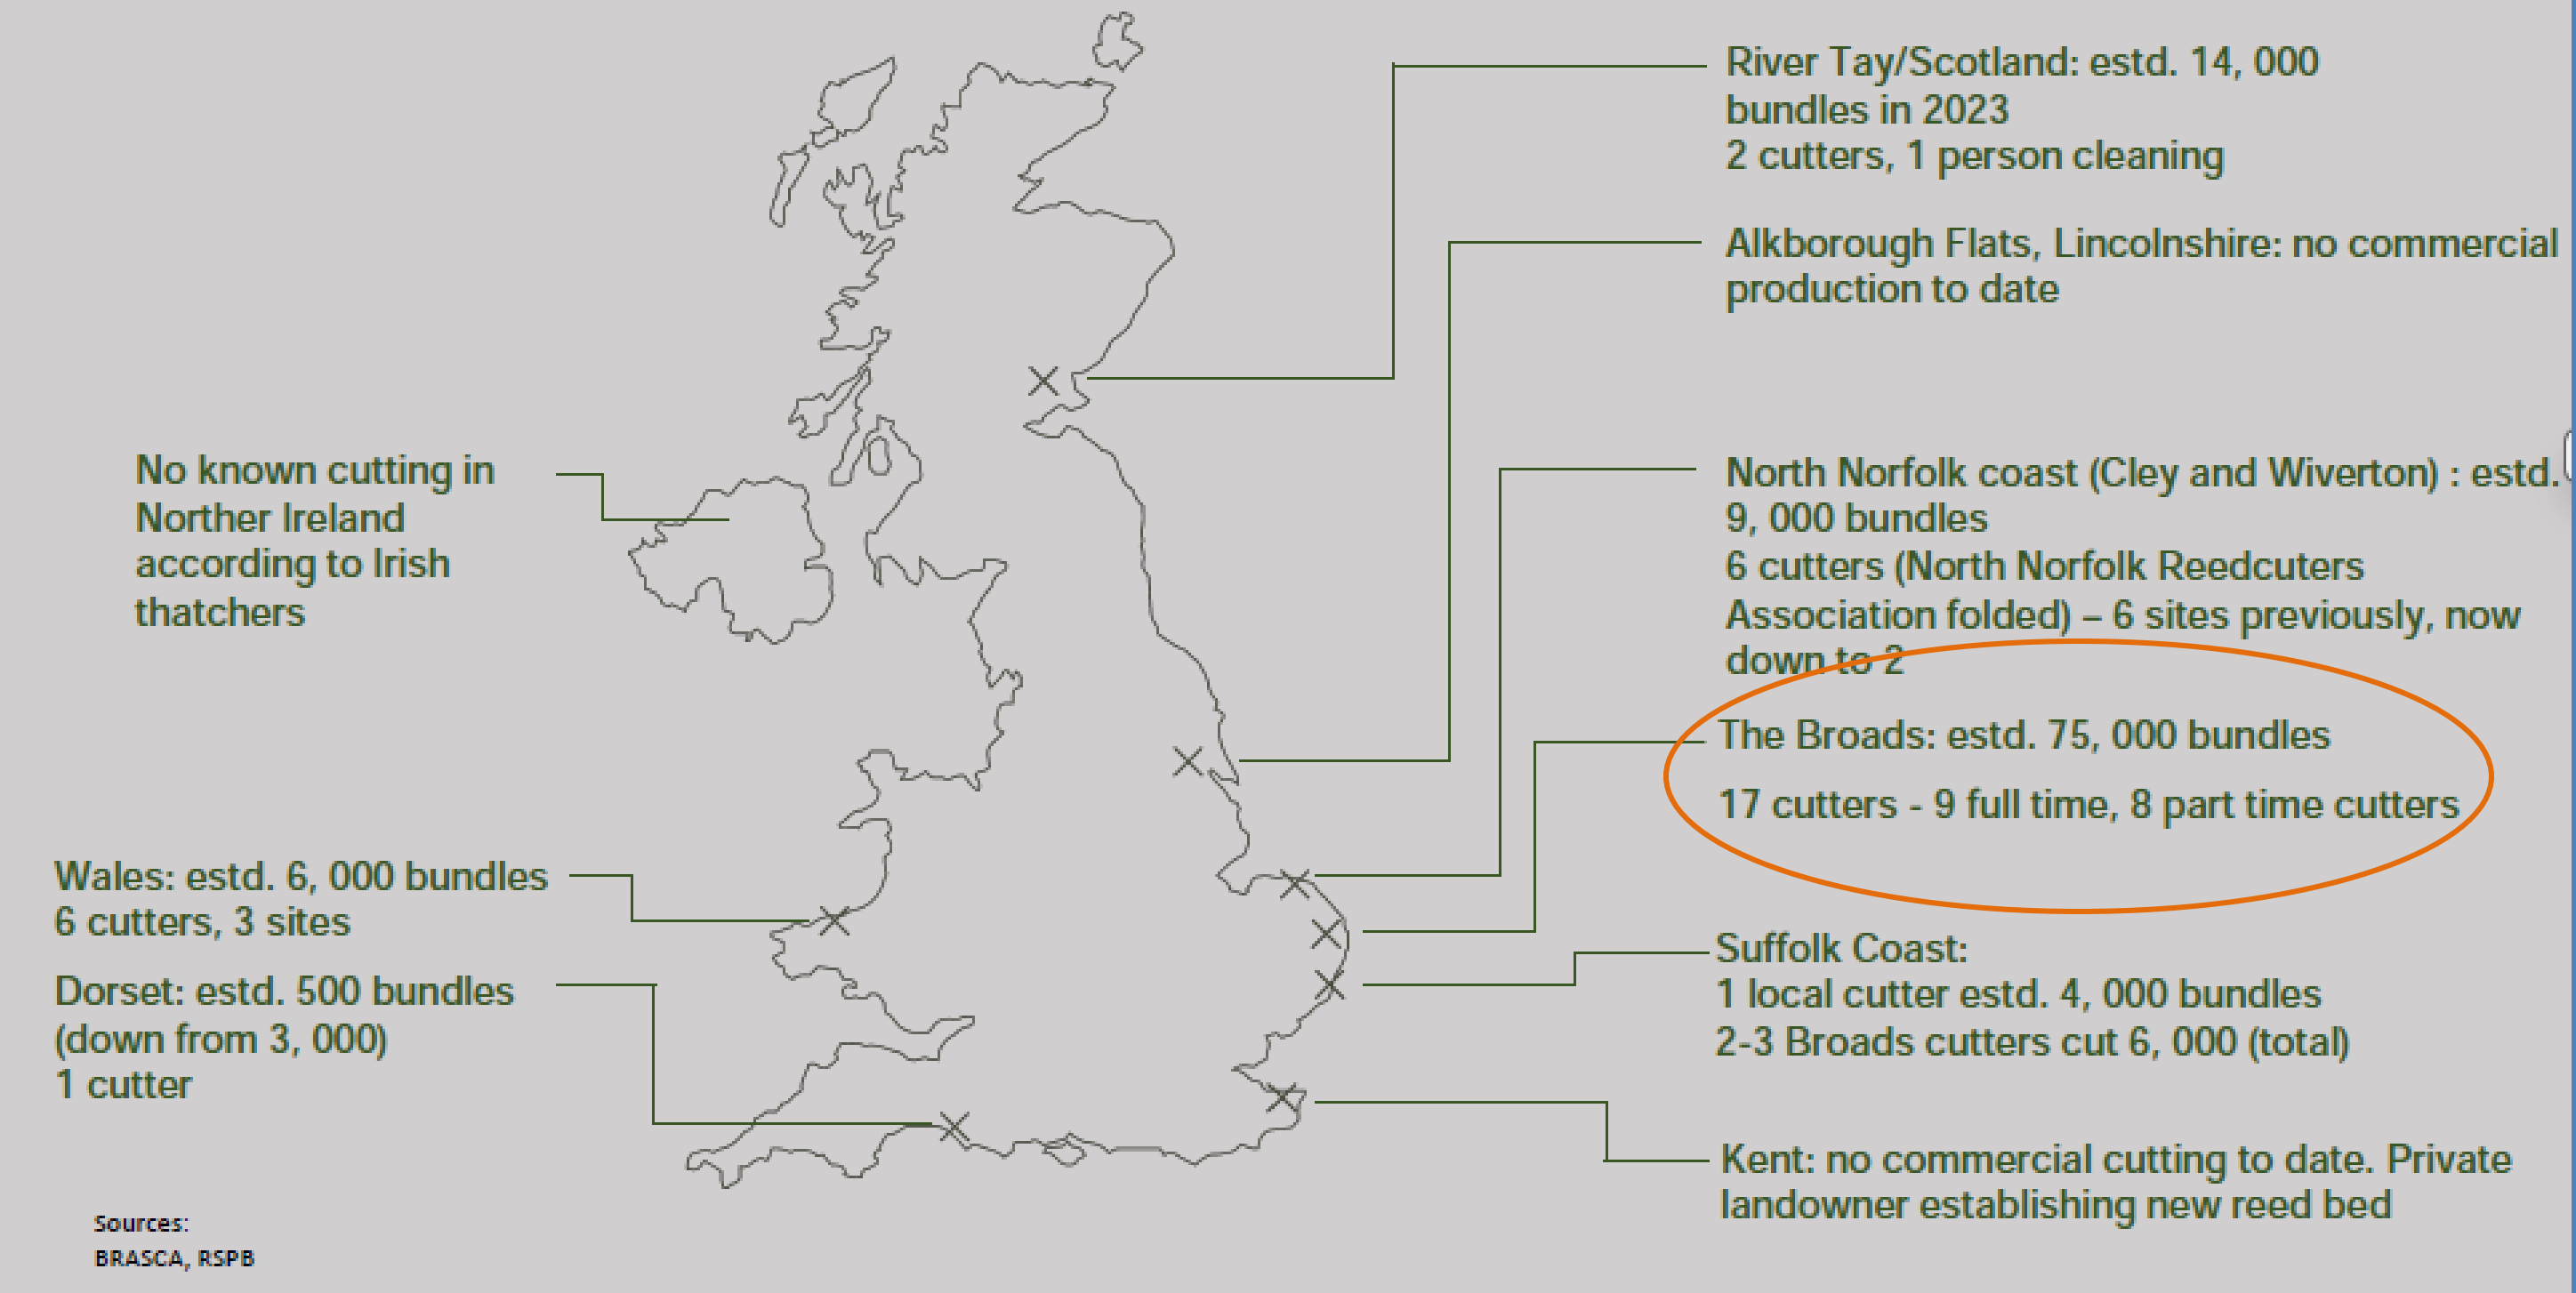 River Tay/Scotland: estd. 14, 000
bundles in 2023
2 cutters, 1 person cleaning
Alkborough Flats, Lincolnshire: no commercial
production to date
No known cutting in
Norther Ireland
according to Irish
thatchers
North Norfolk coast (Cley and Wiverton) : estd.
9, 000 bundles
6 cutters (North Norfolk Reedcuters
Association folded) – 6 sites previously, now
down to 2
The Broads: estd. 75, 000 bundles
17 cutters - 9 full time, 8 part time cutters
Wales: estd. 6, 000 bundles
6 cutters, 3 sites
Dorset: estd. 500 bundles
(down from 3, 000)
1 cutter
Suffolk Coast:
1 local cutter estd. 4, 000 bundles
2-3 Broads cutters cut 6, 000 (total)
Kent: no commercial cutting to date. Private
landowner establishing new reed bed
Sources:
BRASCA, RSPB